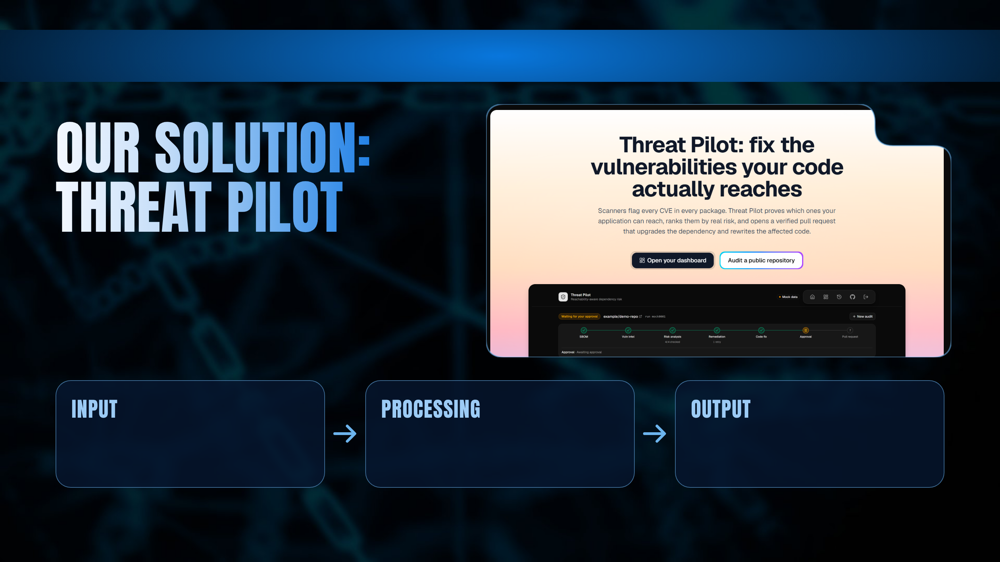 OUR SOLUTION:
THREAT PILOT
Threat Pilot: fix the
vulnerabilities your code
actually reaches
Scanners flag every CVE in every package. Threat Pilot proves which ones your
application can reach, ranks them by real risk, and opens a verified pull request
that upgrades the dependency and rewrites the affected code.
Open your dashboard
Audit a public repository
Threat Pilot
Reachability-aware dependency risk
Mock data
Waiting for your approval
example/demo-repo
run mock0001
+ New audit
SBOM
Vuln intel
Risk analysis
4/4 checked
Remediation
1 retry
Code fix
Approval
7
Pull request
Approval · Awaiting approval
INPUT
PROCESSING
OUTPUT